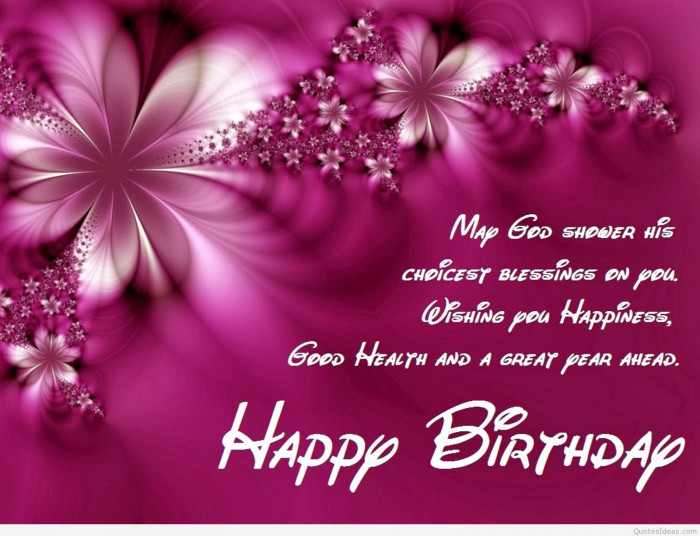 May God shower his
choicest blessings on you.
Wishing you Happiness,
Good Health and a great year ahead.
Happy Birthday
QuotesIdeas.com